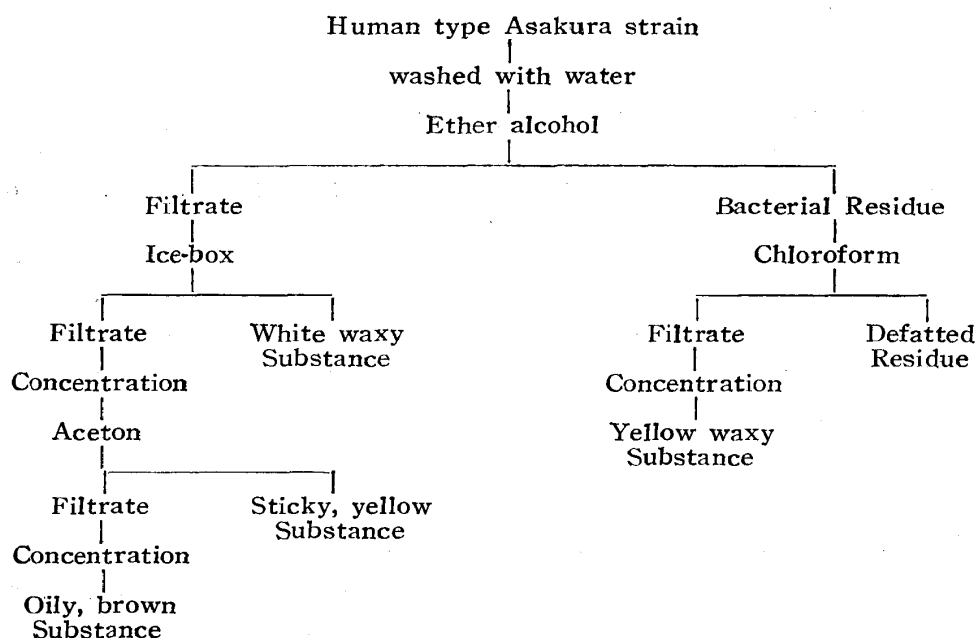 Human type Asakura strain
washed with water
Ether alcohol
Filtrate
Bacterial Residue
Ice-box
Chloroform
Filtrate
White waxy
Substance
Filtrate
Defatted
Residue
Concentration
Concentration
Aceton
Yellow waxy
Substance
Filtrate
Sticky, yellow
Substance
Concentration
Oily, brown
Substance